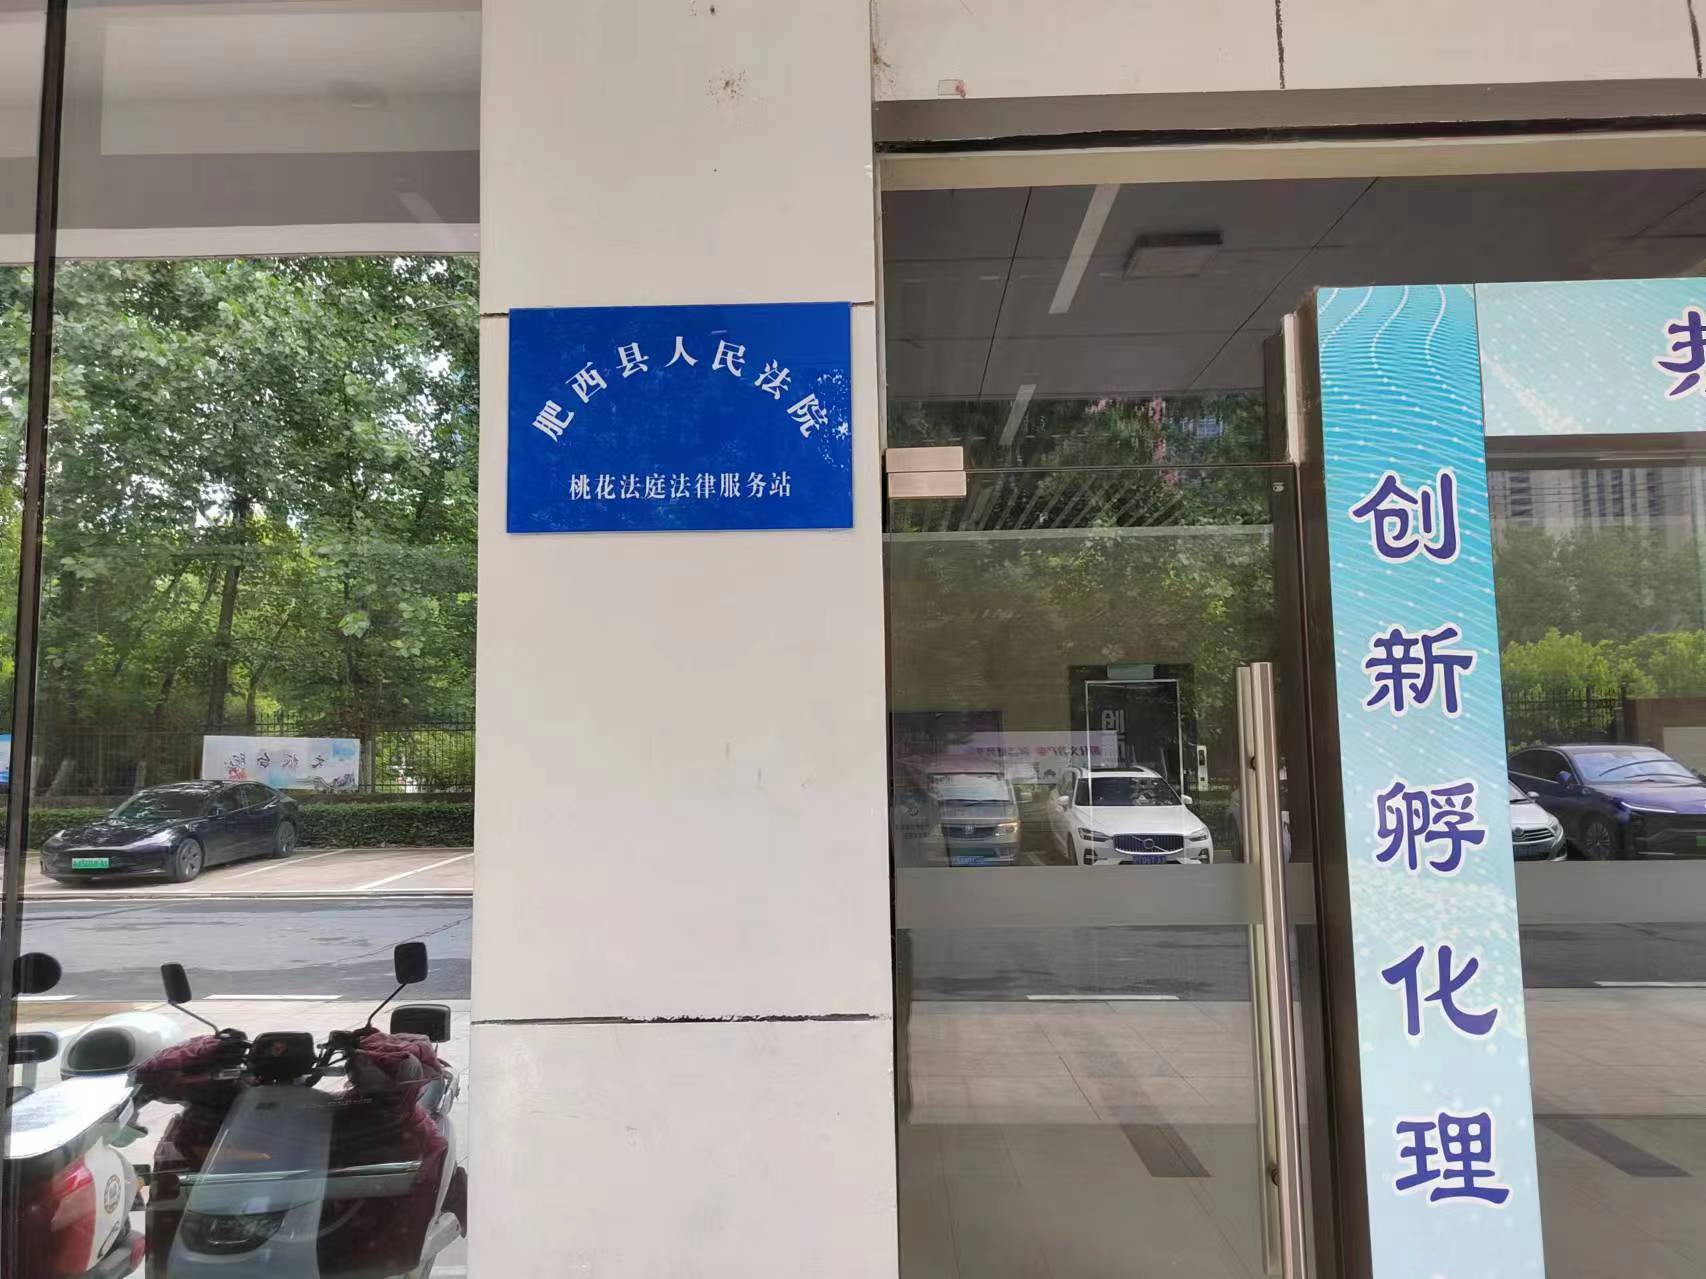 肥西县人民法院
桃花法庭法律服务站
创新孵化理